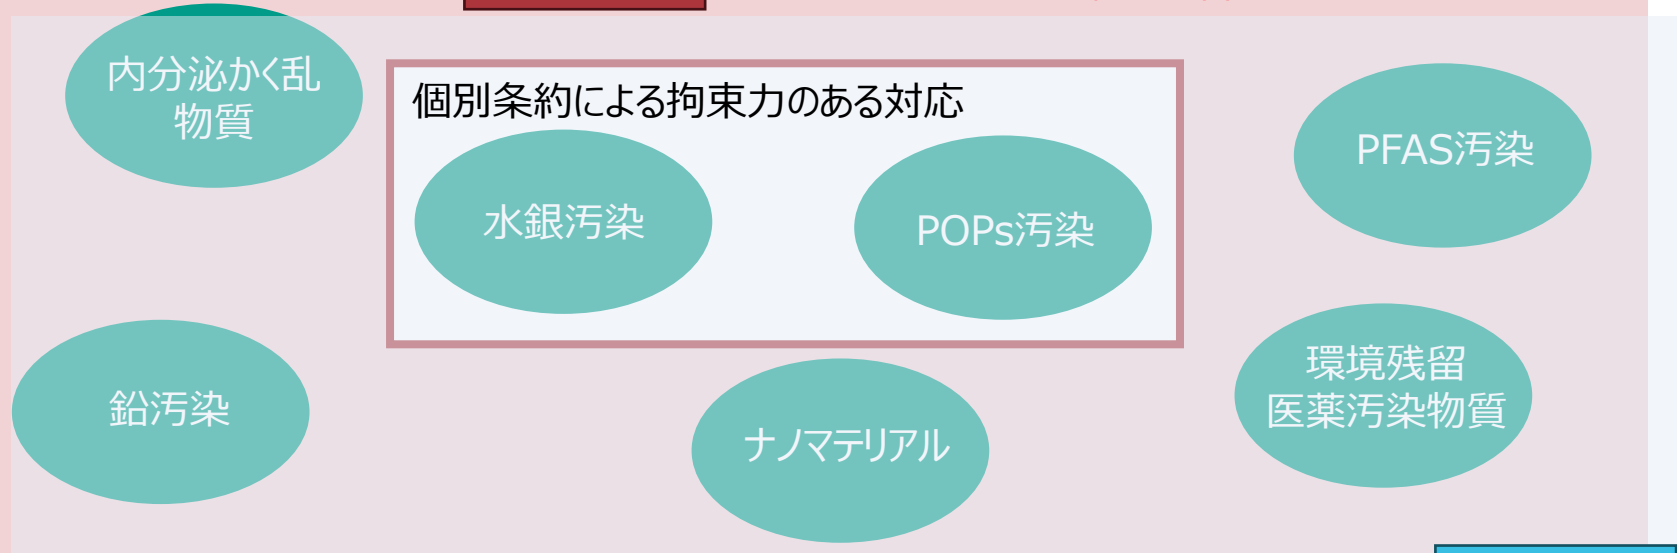 内分泌かく乱
物質
個別条約による拘束力のある対応
PFAS汚染
水銀汚染
POPs汚染
環境残留
医薬汚染物質
鉛汚染
ナノマテリアル